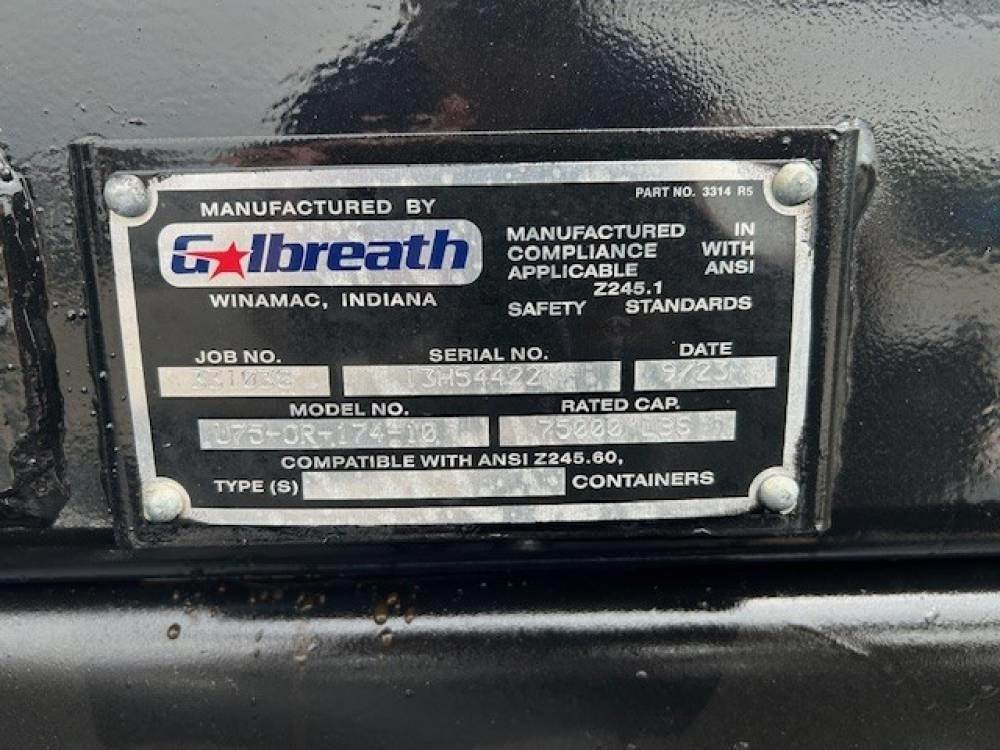 PART NO. 3314 R5
MANUFACTURED BY
Galbreath
WINAMAC, INDIANA
MANUFACTURED IN
COMPLIANCE WITH
APPLICABLE ANSI
Z245.1
SAFETY STANDARDS
JOB NO. SERIAL NO. DATE
13H54422 9/23
MODEL NO. RATED CAP.
U75-OR-174-10 75000 LBS
COMPATIBLE WITH ANSI Z245.60,
TYPE (S) CONTAINERS